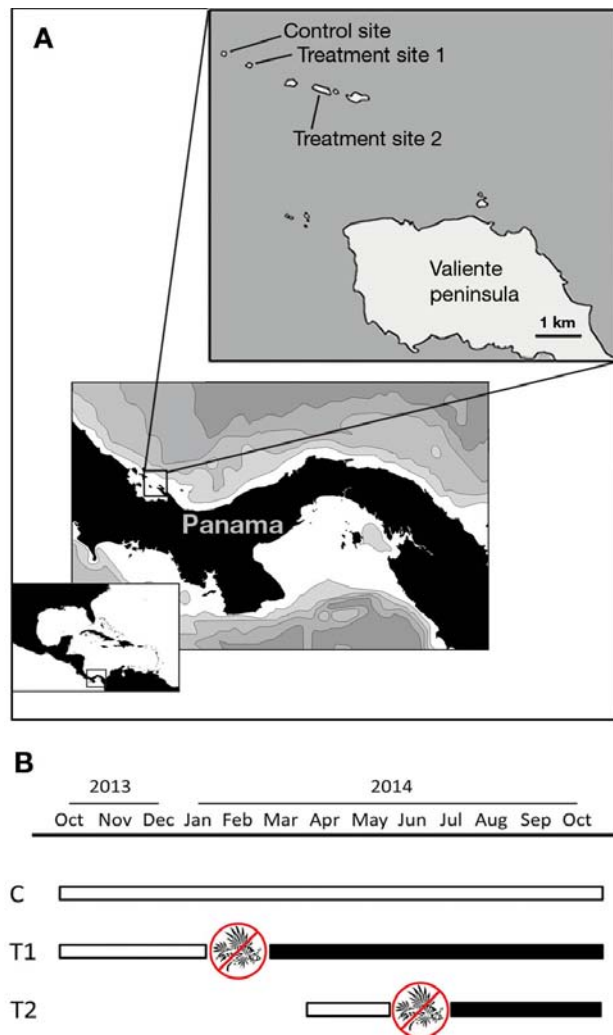 A
Control site
Treatment site 1
Treatment site 2
Valiente
peninsula
1 km
Panama
B
2013 2014
Oct Nov Dec Jan Feb Mar Apr May Jun Jul Aug Sep Oct
C
T1
T2